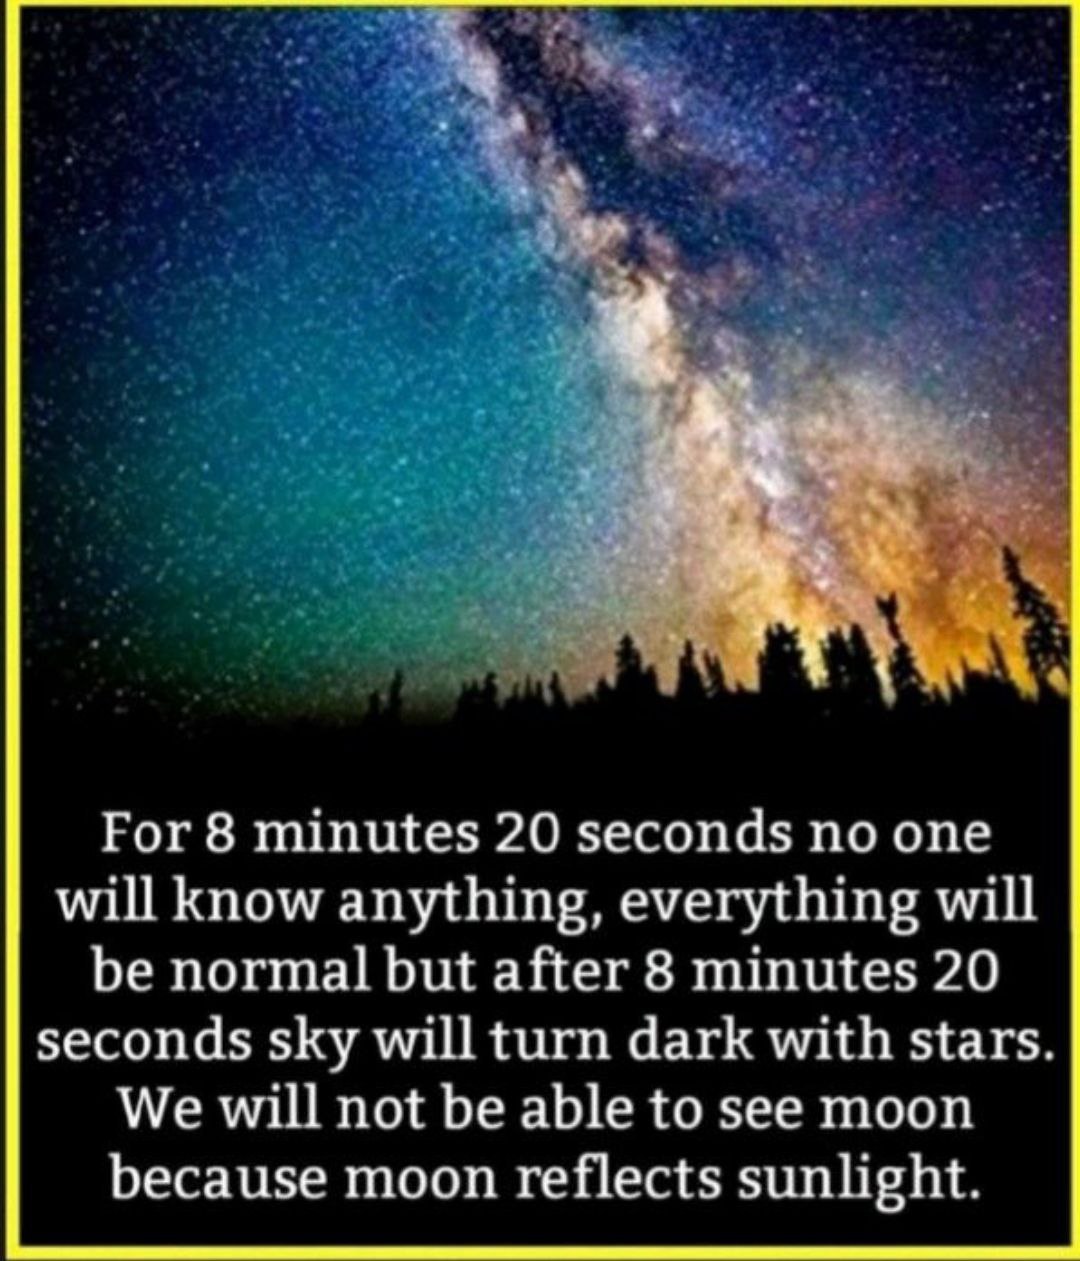 For 8 minutes 20 seconds no one
will know anything, everything will
be normal but after 8 minutes 20
seconds sky will turn dark with stars.
We will not be able to see moon
because moon reflects sunlight.